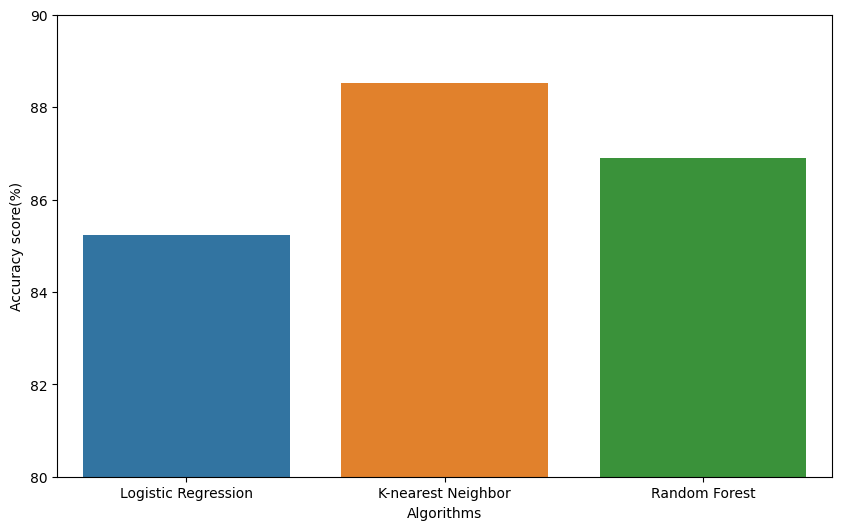 90
88
86
84
82
80
Accuracy score(%)
Logistic Regression
K-nearest Neighbor
Random Forest
Algorithms